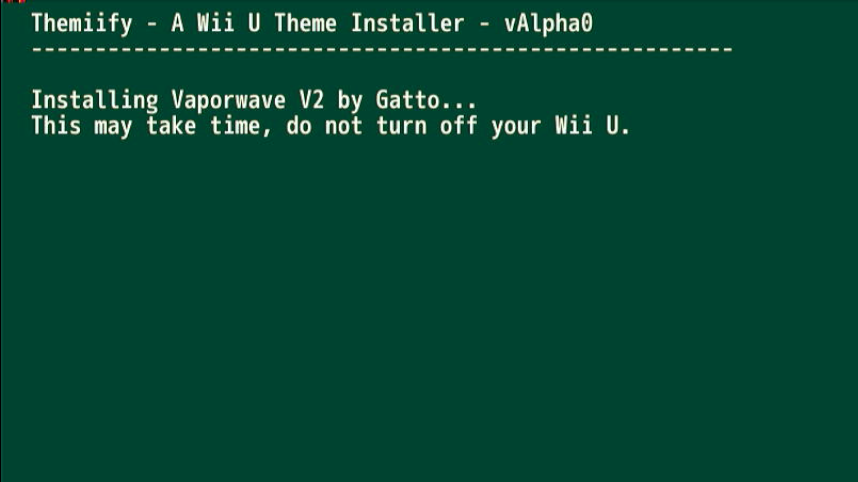 Themiify - A Wii U Theme Installer - vAlpha0
-------------------------------------------------------
Installing Vaporwave V2 by Gatto...
This may take time, do not turn off your Wii U.